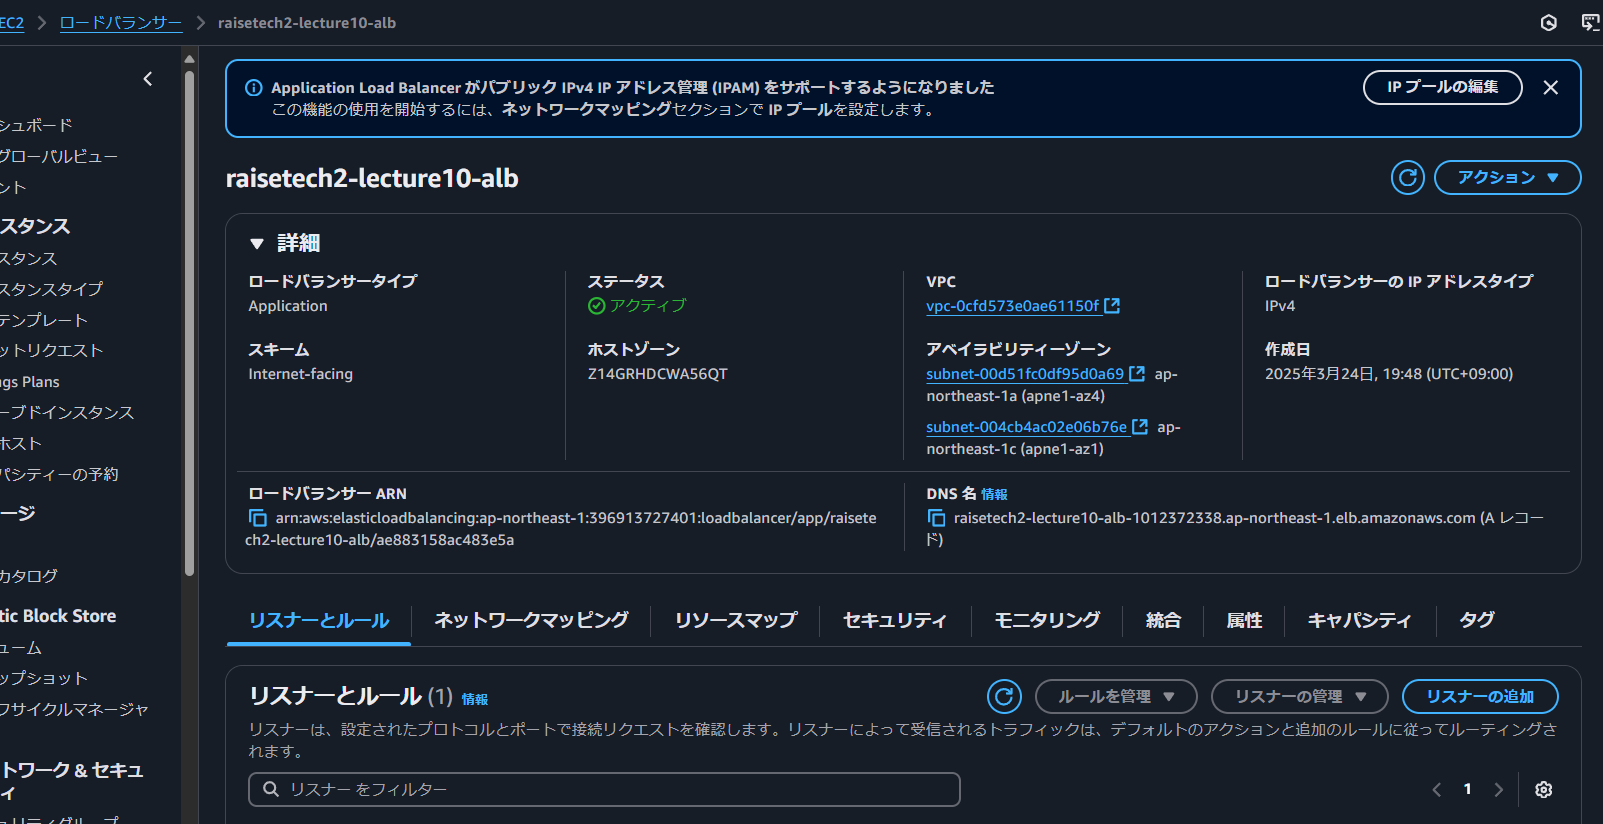 EC2 > ロードバランサー > raisetech2-lecture10-alb
Application Load Balancer がパブリック IPv4 IP アドレス管理 (IPAM) をサポートするようになりました
この機能の使用を開始するには、ネットワークマッピングセクションで IP プールを設定します。
IP プールの編集
シュボード
グローバルビュー
ント
スタンス
スタンス
スタンスタイプ
テンプレート
ットリクエスト
ngs Plans
ーブドインスタンス
ホスト
パシティーの予約
ージ
カタログ
tic Block Store
ューム
ップショット
フサイクルマネージャ
トワーク & セキュ
ィ
raisetech2-lecture10-alb
アクション
詳細
ロードバランサータイプ
Application
ステータス
アクティブ
VPC
vpc-0cfd573e0ae61150f
ロードバランサーの IP アドレスタイプ
IPv4
スキーム
Internet-facing
ホストゾーン
Z14GRHDCWA56QT
アベイラビリティーゾーン
subnet-00d51fc0df95d0a69 ap-
northeast-1a (apne1-az4)
subnet-004cb4ac02e06b76e ap-
northeast-1c (apne1-az1)
作成日
2025年3月24日, 19:48 (UTC+09:00)
ロードバランサー ARN
arn:aws:elasticloadbalancing:ap-northeast-1:396913727401:loadbalancer/app/raisete
ch2-lecture10-alb/ae883158ac483e5a
DNS 名 情報
raisetech2-lecture10-alb-1012372338.ap-northeast-1.elb.amazonaws.com (A レコー
ド)
リスナーとルール
ネットワークマッピング
リソースマップ
セキュリティ
モニタリング
統合
属性
キャパシティ
タグ
リスナーとルール (1) 情報
ルールを管理
リスナーの管理
リスナーの追加
リスナーは、設定されたプロトコルとポートで接続リクエストを確認します。リスナーによって受信されるトラフィックは、デフォルトのアクションと追加のルールに従ってルーティングさ
れます。
リスナー をフィルター
1